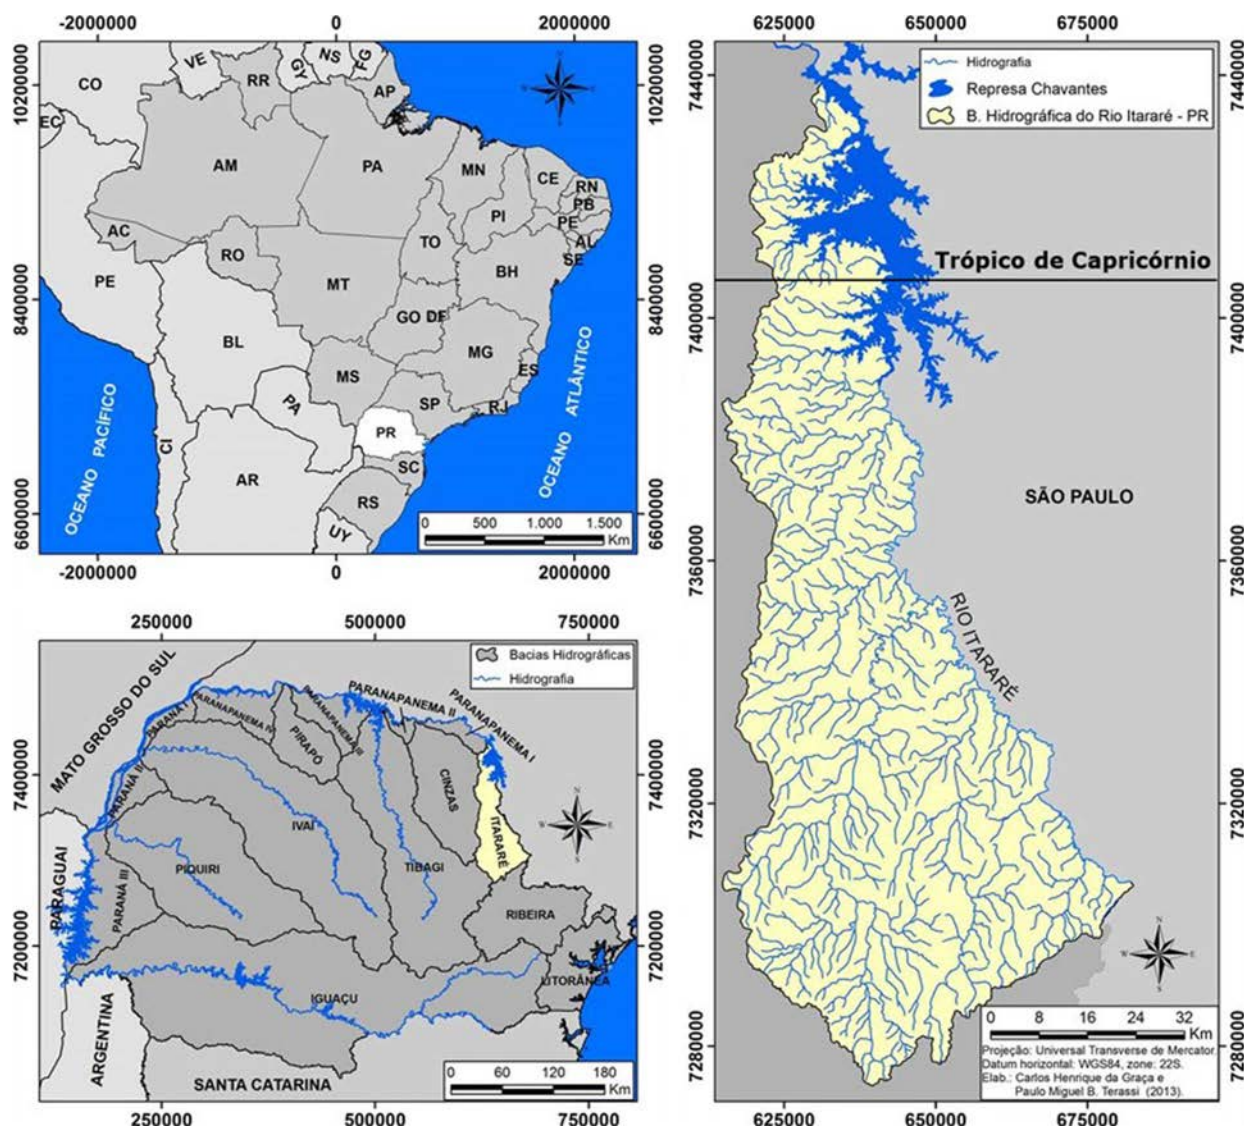 -2000000 0 2000000
10200000
8400000
6600000
CO
VE
RR
GY
NS
FG
AP
EC
AM
PA
MN
CE
RN
PB
PE
AL
SE
PI
AC
RO
TO
PE
MT
BH
BL
GO DF
MG
ES
MS
SP
RJ
PA
PR
CI
SC
AR
RS
UY
OCEANO PACÍFICO
OCEANO ATLÂNTICO
N
0 500 1.000 1.500
Km
10200000
8400000
6600000
-2000000 0 2000000
250000 500000 750000
7400000
7200000
MATO GROSSO DO SUL
Bacias Hidrográficas
Hidrografia
PARANÁ I
PARANAPANEMA IV
PIRAPÓ
PARANAPANEMA III
PARANAPANEMA II
PARANAPANEMA I
PARANÁ II
CINZAS
ITARARÉ
IVAÍ
TIBAGI
PIQUIRI
PARANÁ III
PARAGUAI
RIBEIRA
LITORÂNEA
IGUAÇU
ARGENTINA
SANTA CATARINA
N
W E
S
0 60 120 180
Km
7400000
7200000
250000 500000 750000
625000 650000 675000
7440000
7400000
7360000
7320000
7280000
Hidrografia
Represa Chavantes
B. Hidrográfica do Rio Itararé - PR
Trópico de Capricórnio
SÃO PAULO
RIO ITARARÉ
N
W E
S
0 8 16 24 32
Km
Projeção: Universal Transverse de Mercator.
Datum horizontal: WGS84, zone: 22S.
Elab.: Carlos Henrique da Graça e
Paulo Miguel B. Terassi (2013).
7440000
7400000
7360000
7320000
7280000
625000 650000 675000